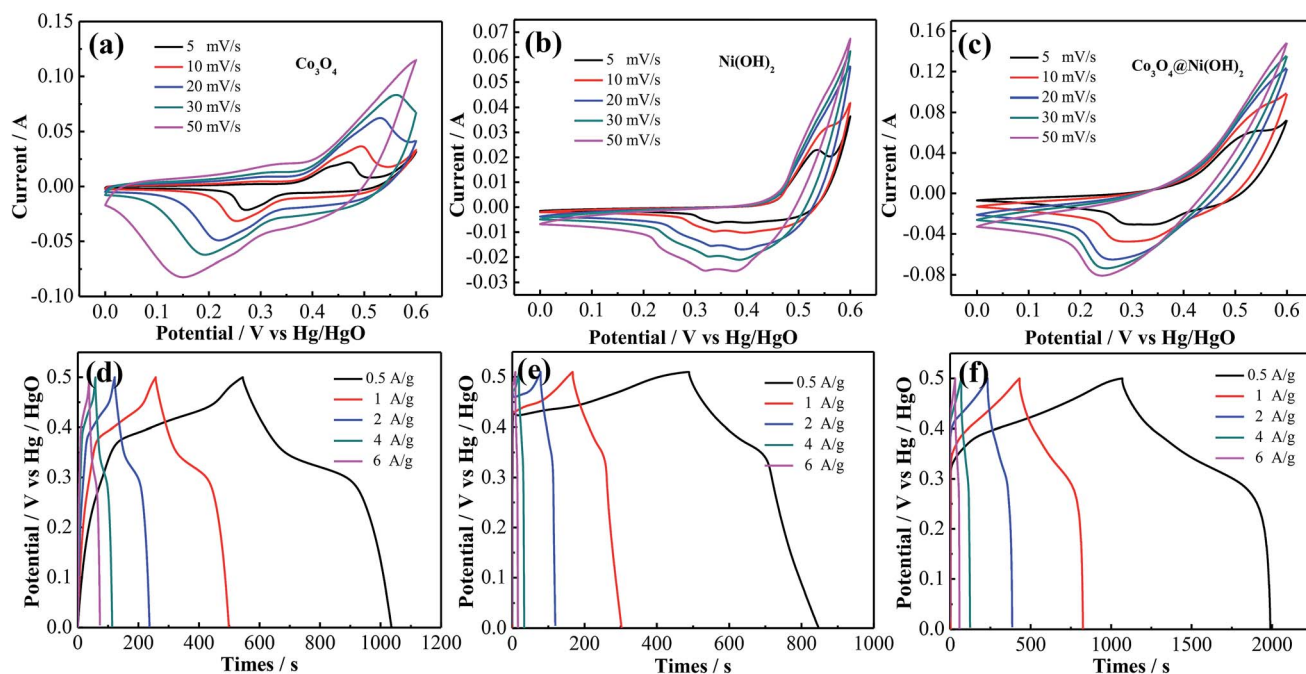 (a)
Co3O4
5 mV/s
10 mV/s
20 mV/s
30 mV/s
50 mV/s
Current / A
0.15
0.10
0.05
0.00
-0.05
-0.10
0.0 0.1 0.2 0.3 0.4 0.5 0.6
Potential / V vs Hg/HgO
(b)
Ni(OH)2
5 mV/s
10 mV/s
20 mV/s
30 mV/s
50 mV/s
Current / A
0.07
0.06
0.05
0.04
0.03
0.02
0.01
0.00
-0.01
-0.02
-0.03
0.0 0.1 0.2 0.3 0.4 0.5 0.6
Potential / V vs Hg/HgO
(c)
Co3O4@Ni(OH)2
5 mV/s
10 mV/s
20 mV/s
30 mV/s
50 mV/s
Current / A
0.16
0.12
0.08
0.04
0.00
-0.04
-0.08
0.0 0.1 0.2 0.3 0.4 0.5 0.6
Potential / V vs Hg/HgO
(d)
0.5 A/g
1 A/g
2 A/g
4 A/g
6 A/g
Potential / V vs Hg / HgO
0.5
0.4
0.3
0.2
0.1
0.0
0 200 400 600 800 1000 1200
Times / s
(e)
0.5 A/g
1 A/g
2 A/g
4 A/g
6 A/g
Potential / V vs Hg / HgO
0.5
0.4
0.3
0.2
0.1
0.0
0 200 400 600 800 1000
Times / s
(f)
0.5 A/g
1 A/g
2 A/g
4 A/g
6 A/g
Potential / V vs Hg / HgO
0.5
0.4
0.3
0.2
0.1
0.0
0 500 1000 1500 2000
Times / s